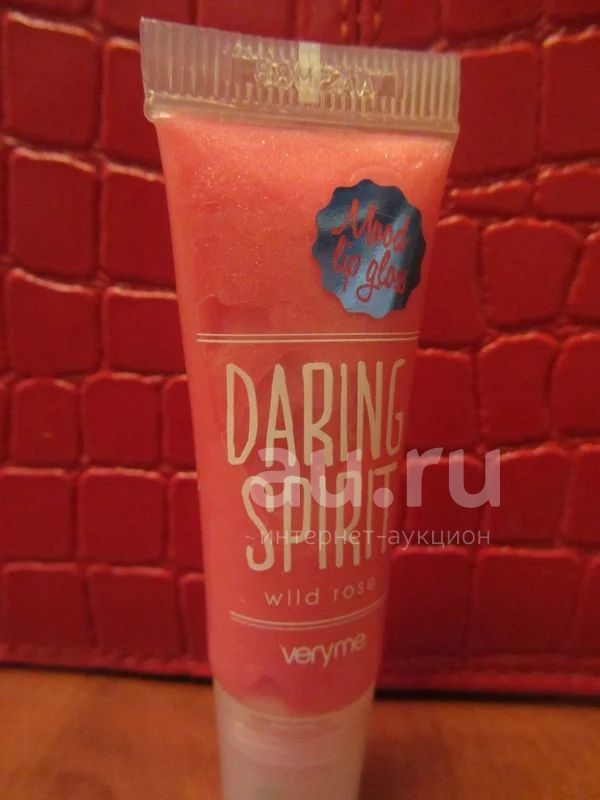 Mood
lip gloss
DARING
SPIRIT
wild rose
veryme
au.ru
интернет-аукцион